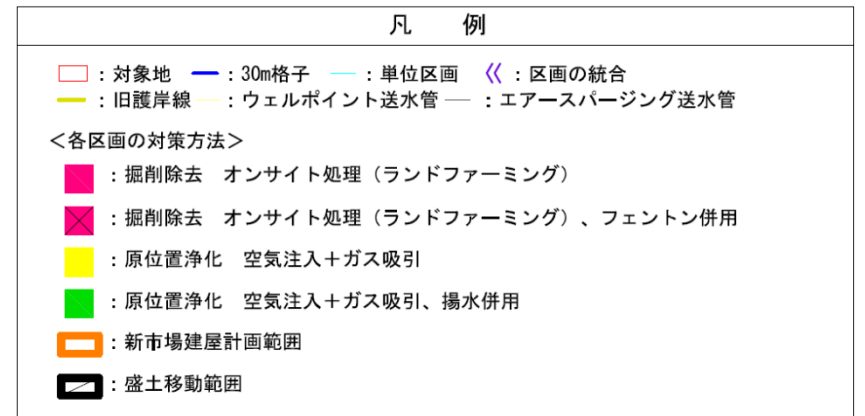 凡　例
：対象地　：30m格子　：単位区画　：区画の統合
：旧護岸線　：ウェルポイント送水管　：エアースパージング送水管
＜各区画の対策方法＞
：掘削除去　オンサイト処理（ランドファーミング）
：掘削除去　オンサイト処理（ランドファーミング）、フェントン併用
：原位置浄化　空気注入＋ガス吸引
：原位置浄化　空気注入＋ガス吸引、揚水併用
：新市場建屋計画範囲
：盛土移動範囲